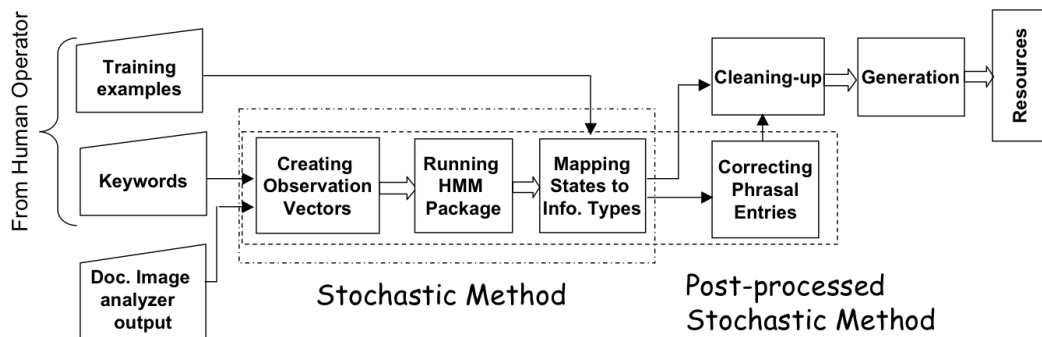 From Human Operator
Training
examples
Keywords
Doc. Image
analyzer
output
Creating
Observation
Vectors
Running
HMM
Package
Mapping
States to
Info. Types
Cleaning-up
Generation
Resources
Correcting
Phrasal
Entries
Stochastic Method
Post-processed
Stochastic Method